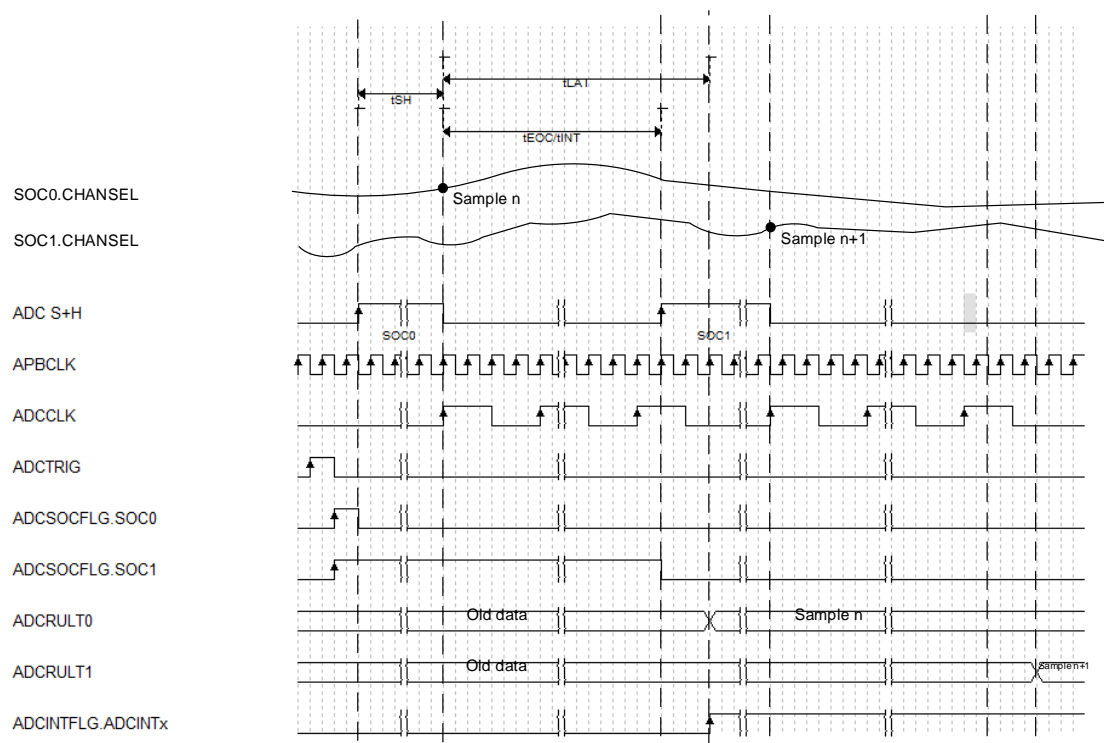 tLAT
tSH
tEOC/tINT
SOC0.CHANSEL
Sample n
SOC1.CHANSEL
Sample n+1
ADC S+H
SOC0
SOC1
APBCLK
ADCCLK
ADCTRIG
ADCSOCFLG.SOC0
ADCSOCFLG.SOC1
ADCRULT0
Old data
Sample n
ADCRULT1
Old data
Sample n+1
ADCINTFLG.ADCINTx